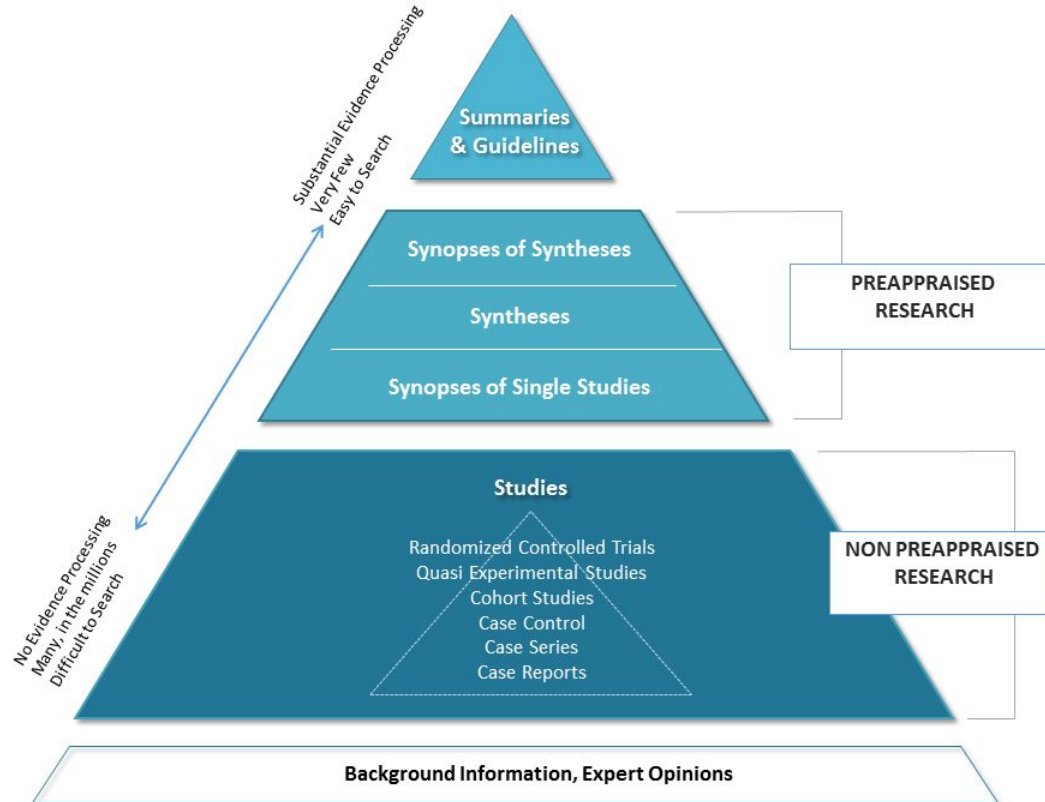 Substantial Evidence Processing
Very Few
Easy to Search
Summaries
& Guidelines
Synopses of Syntheses
Syntheses
Synopses of Single Studies
PREAPPRAISED
RESEARCH
No Evidence Processing
Many, in the millions
Difficult to Search
Studies
Randomized Controlled Trials
Quasi Experimental Studies
Cohort Studies
Case Control
Case Series
Case Reports
NON PREAPPRAISED
RESEARCH
Background Information, Expert Opinions